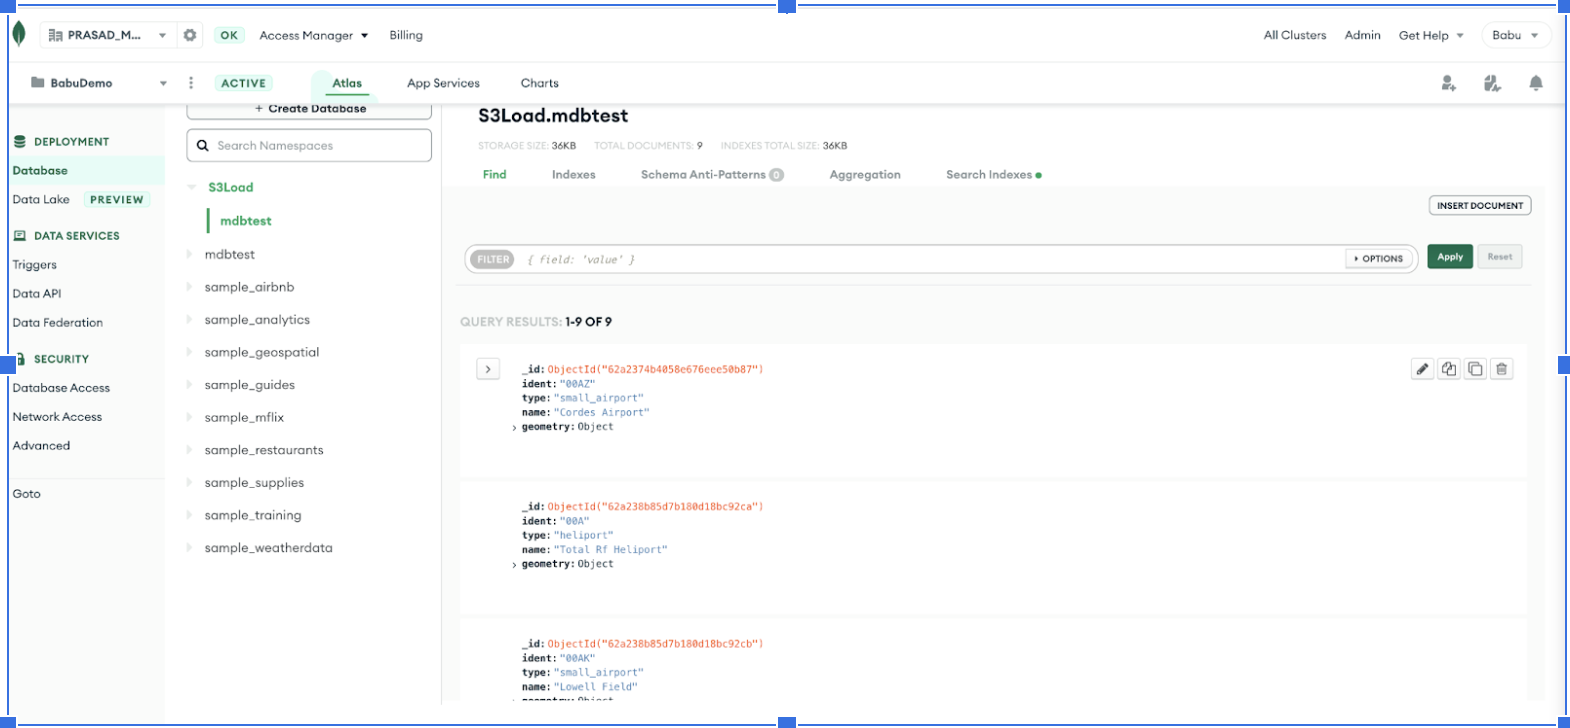 PRASAD_M... OK Access Manager Billing All Clusters Admin Get Help Babu
BabuDemo ACTIVE Atlas App Services Charts
DEPLOYMENT
Database
Data Lake PREVIEW
DATA SERVICES
Triggers
Data API
Data Federation
SECURITY
Database Access
Network Access
Advanced
Goto
+ Create Database
Search Namespaces
S3Load
mdbtest
mdbtest
sample_airbnb
sample_analytics
sample_geospatial
sample_guides
sample_mflix
sample_restaurants
sample_supplies
sample_training
sample_weatherdata
S3Load.mdbtest
STORAGE SIZE: 36KB TOTAL DOCUMENTS: 9 INDEXES TOTAL SIZE: 36KB
Find Indexes Schema Anti-Patterns 0 Aggregation Search Indexes
INSERT DOCUMENT
FILTER { field: 'value' } OPTIONS Apply Reset
QUERY RESULTS: 1-9 OF 9
_id: ObjectId("62a2374b4058e676eee50b87")
ident: "00AZ"
type: "small_airport"
name: "Cordes Airport"
geometry: Object
_id: ObjectId("62a238b85d7b180d18bc92ca")
ident: "00A"
type: "heliport"
name: "Total Rf Heliport"
geometry: Object
_id: ObjectId("62a238b85d7b180d18bc92cb")
ident: "00AK"
type: "small_airport"
name: "Lowell Field"
geometry: Object